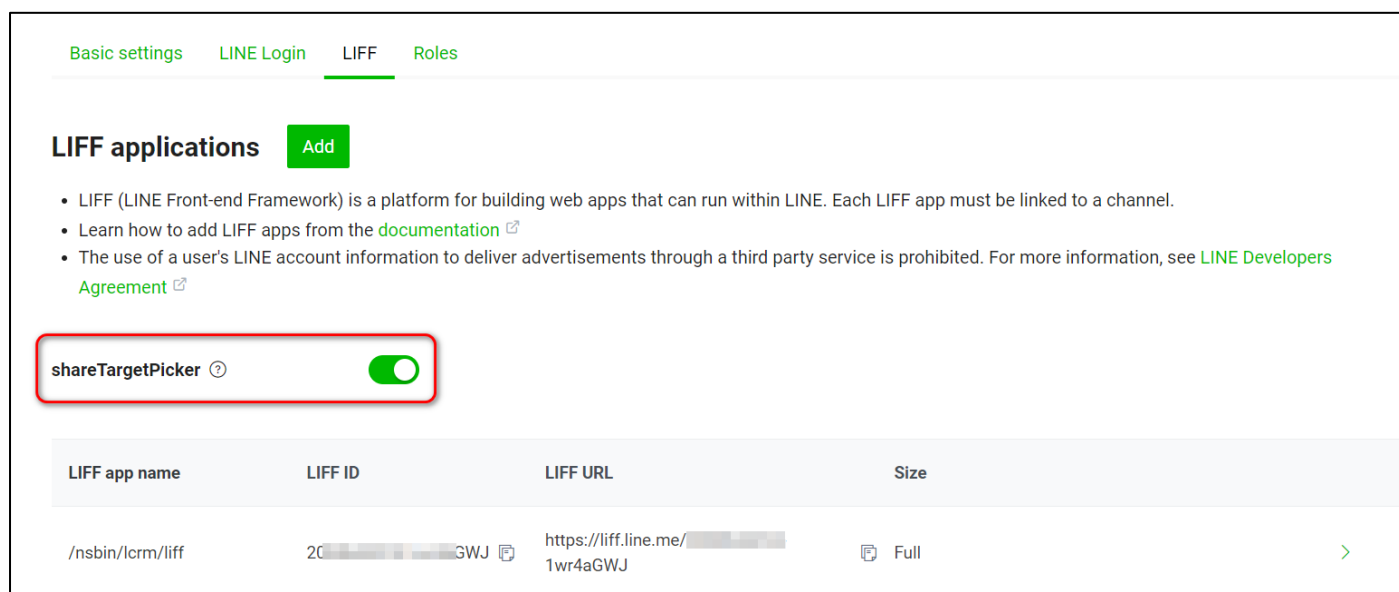 Basic settings LINE Login LIFF Roles
LIFF applications Add
• LIFF (LINE Front-end Framework) is a platform for building web apps that can run within LINE. Each LIFF app must be linked to a channel.
• Learn how to add LIFF apps from the documentation
• The use of a user's LINE account information to deliver advertisements through a third party service is prohibited. For more information, see LINE Developers
Agreement
shareTargetPicker ?
LIFF app name LIFF ID LIFF URL Size
/nsbin/lcrm/liff 20 GWJ https://liff.line.me/ Full
1wr4aGWJ